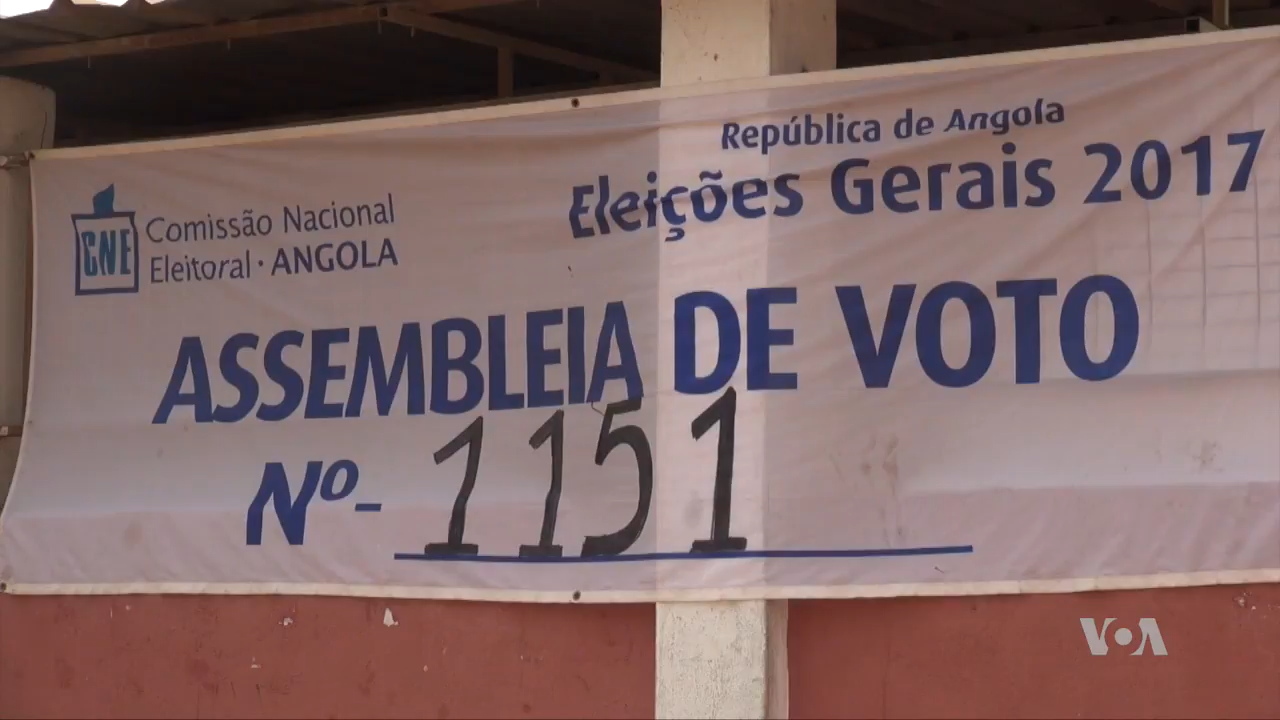 CNE
Comissão Nacional
Eleitoral · ANGOLA
República de Angola
Eleições Gerais 2017
ASSEMBLEIA DE VOTO
Nº- 1151
VOA